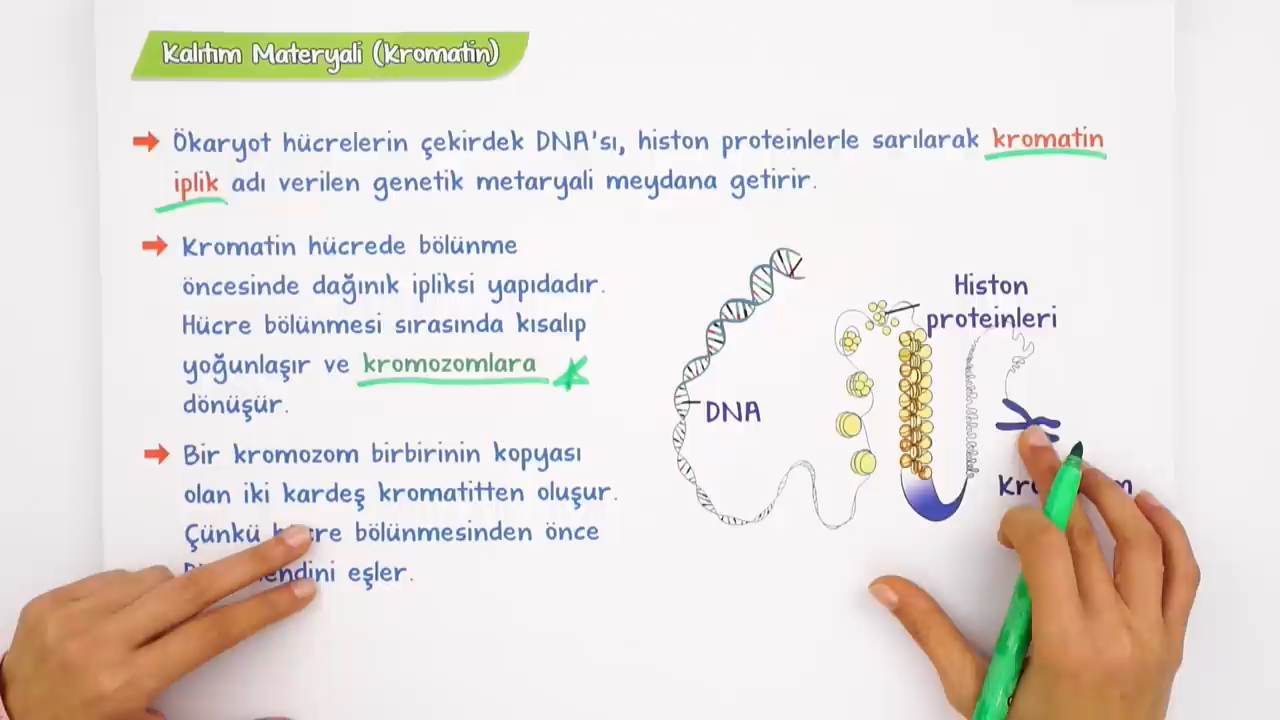 Kalıtım Materyali (Kromatin)
Ökaryot hücrelerin çekirdek DNA'sı, histon proteinlerle sarılarak kromatin
iplik adı verilen genetik metaryali meydana getirir.
Kromatin hücrede bölünme
öncesinde dağınık ipliksi yapıdadır.
Hücre bölünmesi sırasında kısalıp
yoğunlaşır ve kromozomlara
dönüşür.
Bir kromozom birbirinin kopyası
olan iki kardeş kromatitten oluşur.
Çünkü bölünmesinden önce
eşler.
Histon
proteinleri
DNA